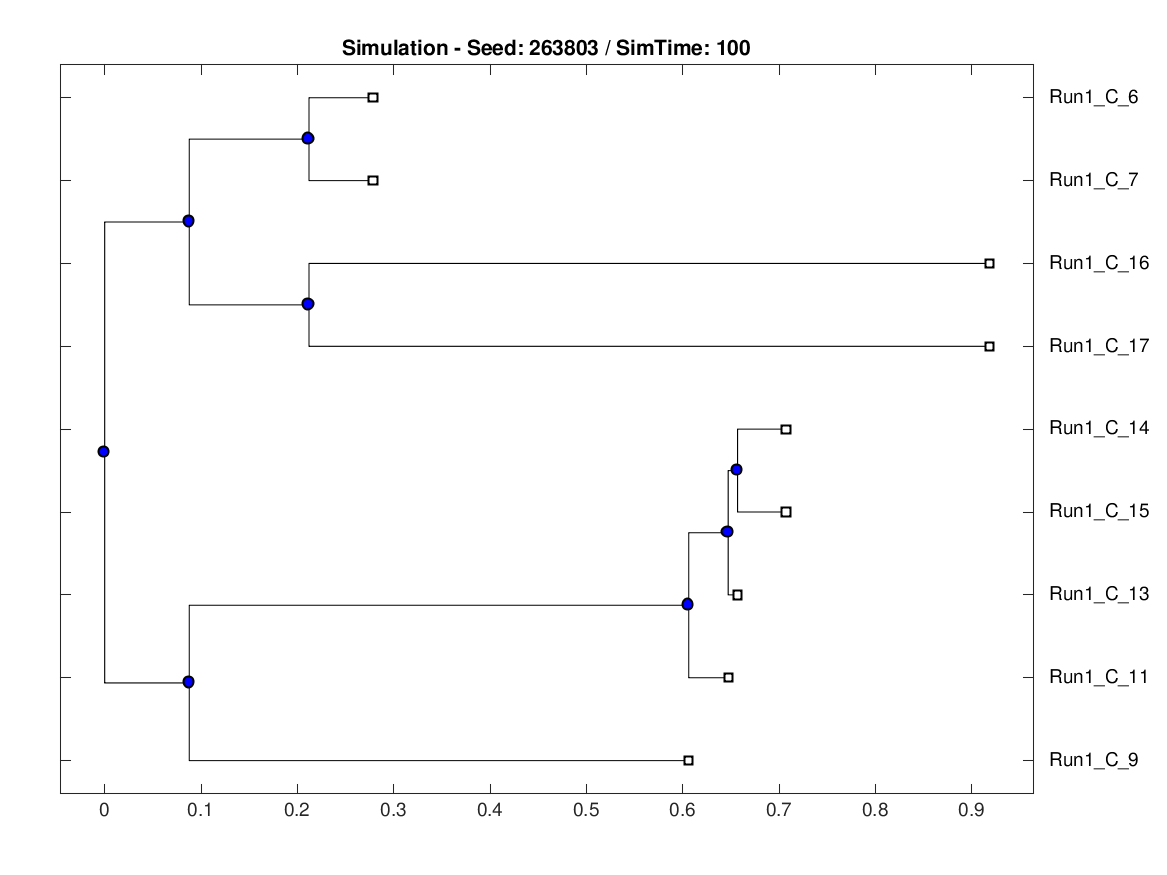 Simulation - Seed: 263803 / SimTime: 100
Run1_C_6
Run1_C_7
Run1_C_16
Run1_C_17
Run1_C_14
Run1_C_15
Run1_C_13
Run1_C_11
Run1_C_9
0 0.1 0.2 0.3 0.4 0.5 0.6 0.7 0.8 0.9